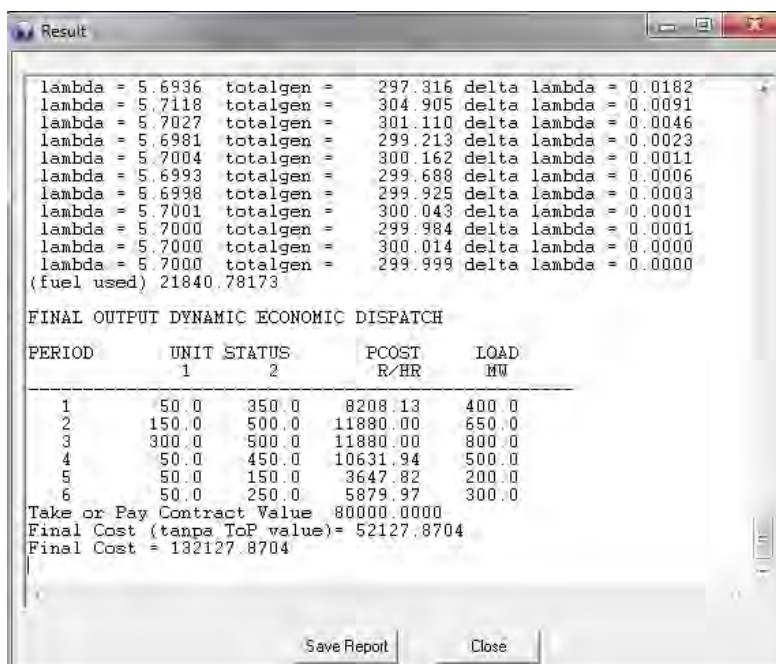 Result
lambda = 5.6936 totalgen = 297.316 delta lambda = 0.0182
lambda = 5.7118 totalgen = 304.905 delta lambda = 0.0091
lambda = 5.7027 totalgen = 301.110 delta lambda = 0.0046
lambda = 5.6981 totalgen = 299.213 delta lambda = 0.0023
lambda = 5.7004 totalgen = 300.162 delta lambda = 0.0011
lambda = 5.6993 totalgen = 299.688 delta lambda = 0.0006
lambda = 5.6998 totalgen = 299.925 delta lambda = 0.0003
lambda = 5.7001 totalgen = 300.043 delta lambda = 0.0001
lambda = 5.7000 totalgen = 299.984 delta lambda = 0.0001
lambda = 5.7000 totalgen = 300.014 delta lambda = 0.0000
lambda = 5.7000 totalgen = 299.999 delta lambda = 0.0000
(fuel used) 21840.78173
FINAL OUTPUT DYNAMIC ECONOMIC DISPATCH
PERIOD UNIT STATUS PCOST LOAD
1 2 R/HR MW
1 50.0 350.0 8208.13 400.0
2 150.0 500.0 11880.00 650.0
3 300.0 500.0 11880.00 800.0
4 50.0 450.0 10631.94 500.0
5 50.0 150.0 3647.82 200.0
6 50.0 250.0 5879.97 300.0
Take or Pay Contract Value 80000.0000
Final Cost (tanpa ToP value)= 52127.8704
Final Cost = 132127.8704
Save Report Close